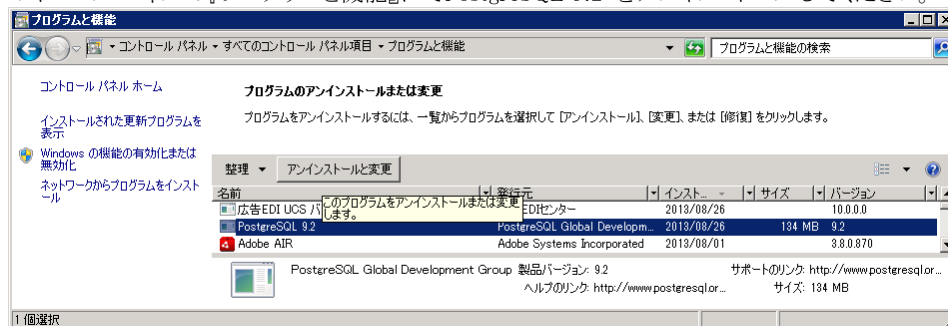 プログラムと機能
コントロール パネル ▾ すべてのコントロール パネル項目 ▾ プログラムと機能
プログラムと機能の検索
コントロール パネル ホーム
インストールされた更新プログラムを
表示
Windows の機能の有効化または
無効化
ネットワークからプログラムをインスト
ール
プログラムのアンインストールまたは変更
プログラムをアンインストールするには、一覧からプログラムを選択して [アンインストール]、[変更]、または [修復] をクリックします。
整理 ▾ アンインストールと変更
名前 発行元 インスト... サイズ バージョン
広告EDI UCS バ EDIセンター 2013/08/26 10.0.0.0
このプログラムをアンインストールまたは変更
します。
PostgreSQL 9.2 PostgreSQL Global Developm... 2013/08/26 134 MB 9.2
Adobe AIR Adobe Systems Incorporated 2013/08/01 3.8.0.870
PostgreSQL Global Development Group 製品バージョン: 9.2 サポートのリンク: http://www.postgresql.or...
ヘルプのリンク: http://www.postgresql.or... サイズ: 134 MB
1 個選択